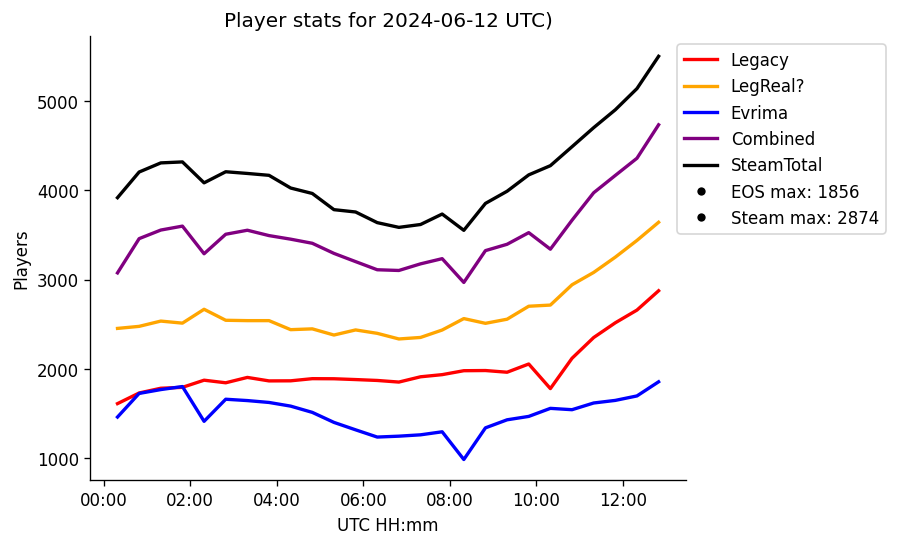 Player stats for 2024-06-12 UTC)
Legacy
LegReal?
Evrima
Combined
SteamTotal
EOS max: 1856
Steam max: 2874
Players
5000
4000
3000
2000
1000
00:00 02:00 04:00 06:00 08:00 10:00 12:00
UTC HH:mm